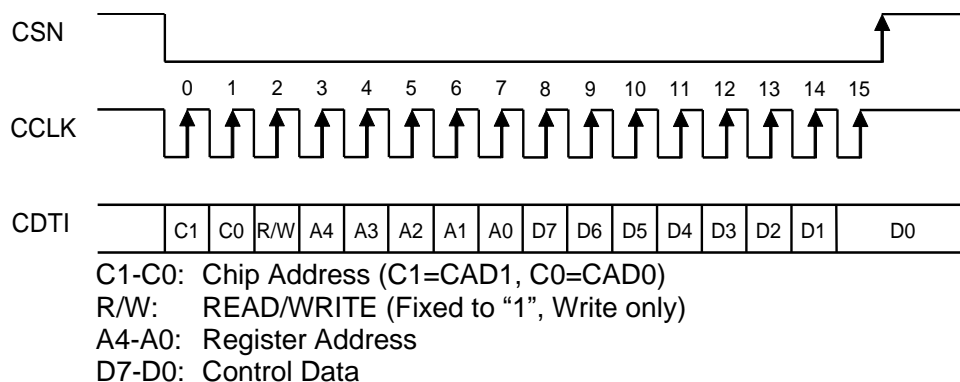 CSN
0 1 2 3 4 5 6 7 8 9 10 11 12 13 14 15
CCLK
CDTI
C1 C0 R/W A4 A3 A2 A1 A0 D7 D6 D5 D4 D3 D2 D1 D0
C1-C0: Chip Address (C1=CAD1, C0=CAD0)
R/W: READ/WRITE (Fixed to “1”, Write only)
A4-A0: Register Address
D7-D0: Control Data